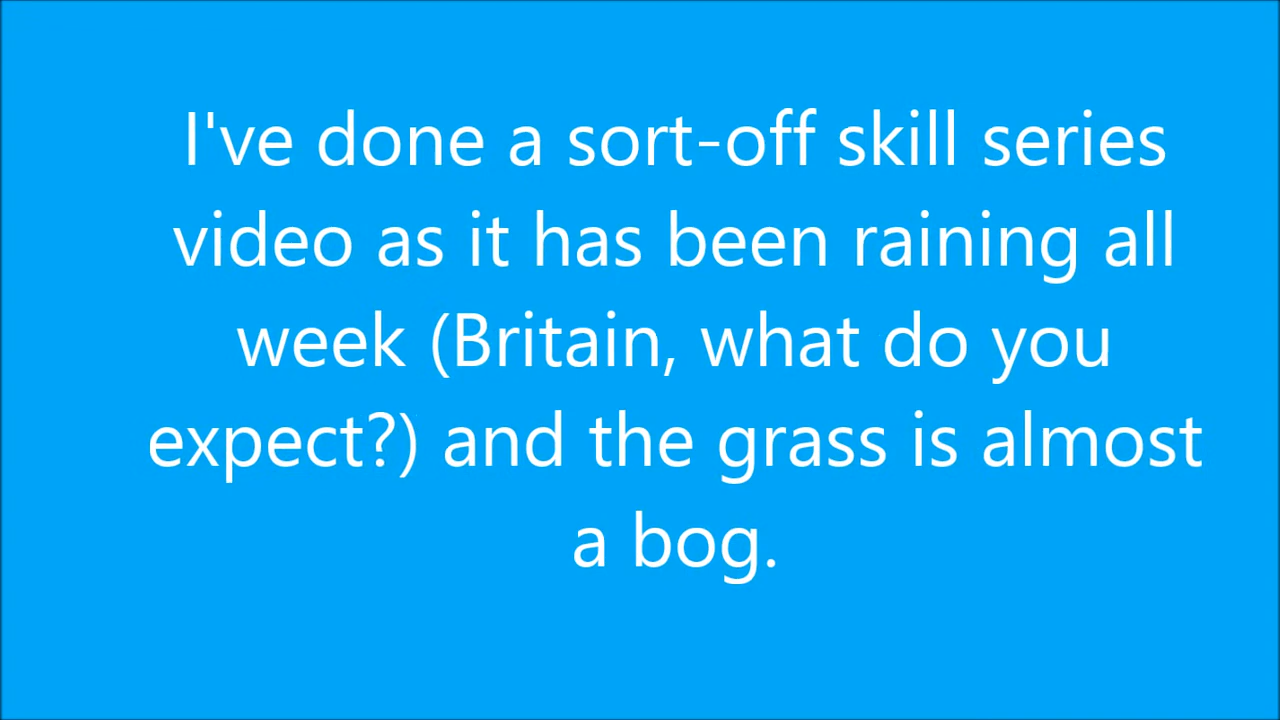 I've done a sort-off skill series
video as it has been raining all
week (Britain, what do you
expect?) and the grass is almost
a bog.